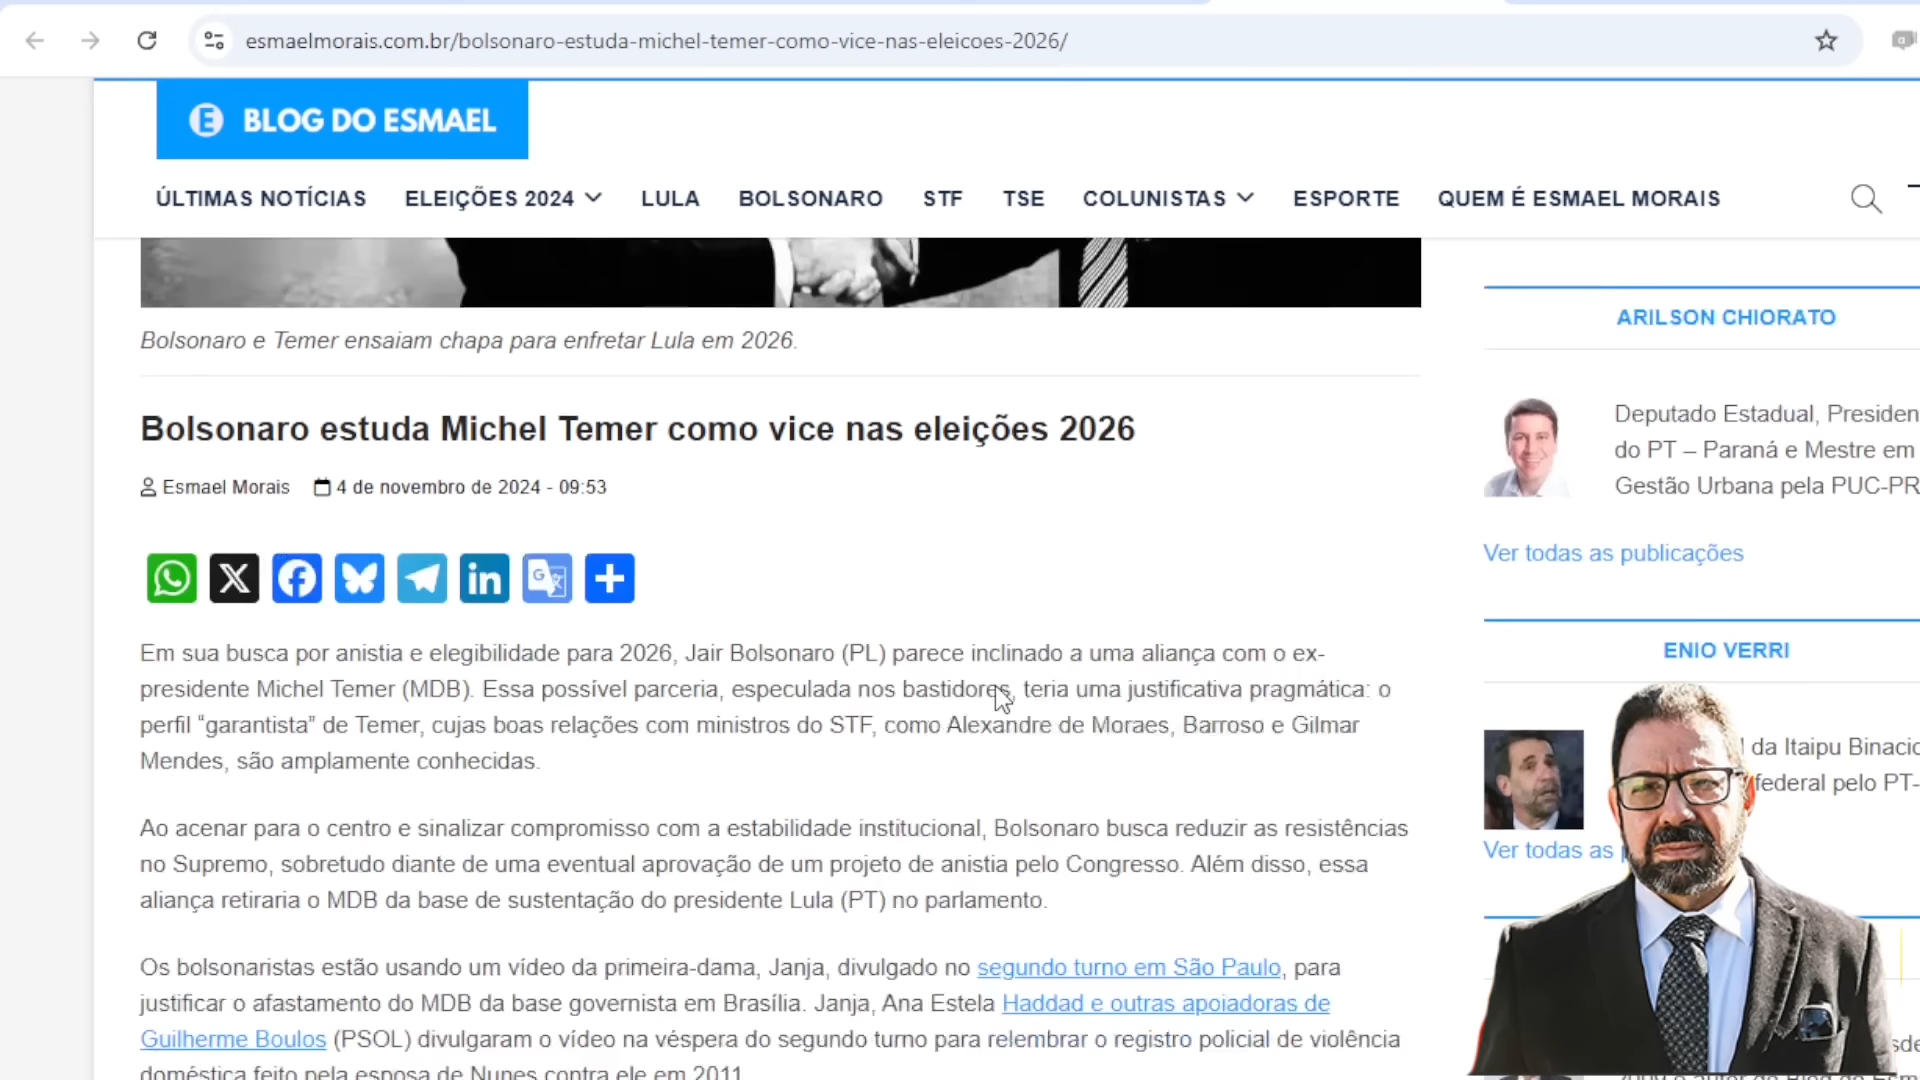 esmaelmorais.com.br/bolsonaro-estuda-michel-temer-como-vice-nas-eleicoes-2026/
E BLOG DO ESMAEL
ÚLTIMAS NOTÍCIAS ELEIÇÕES 2024 LULA BOLSONARO STF TSE COLUNISTAS ESPORTE QUEM É ESMAEL MORAIS
Bolsonaro e Temer ensaiam chapa para enfretar Lula em 2026.
Bolsonaro estuda Michel Temer como vice nas eleições 2026
Esmael Morais 4 de novembro de 2024 - 09:53
Em sua busca por anistia e elegibilidade para 2026, Jair Bolsonaro (PL) parece inclinado a uma aliança com o ex-
presidente Michel Temer (MDB). Essa possível parceria, especulada nos bastidores, teria uma justificativa pragmática: o
perfil “garantista” de Temer, cujas boas relações com ministros do STF, como Alexandre de Moraes, Barroso e Gilmar
Mendes, são amplamente conhecidas.
Ao acenar para o centro e sinalizar compromisso com a estabilidade institucional, Bolsonaro busca reduzir as resistências
no Supremo, sobretudo diante de uma eventual aprovação de um projeto de anistia pelo Congresso. Além disso, essa
aliança retiraria o MDB da base de sustentação do presidente Lula (PT) no parlamento.
Os bolsonaristas estão usando um vídeo da primeira-dama, Janja, divulgado no segundo turno em São Paulo, para
justificar o afastamento do MDB da base governista em Brasília. Janja, Ana Estela Haddad e outras apoiadoras de
Guilherme Boulos (PSOL) divulgaram o vídeo na véspera do segundo turno para relembrar o registro policial de violência
doméstica feito pela esposa de Nunes contra ele em 2011
ARILSON CHIORATO
Deputado Estadual, Presiden
do PT – Paraná e Mestre em
Gestão Urbana pela PUC-PR
Ver todas as publicações
ENIO VERRI
da Itaipu Binacio
federal pelo PT-
Ver todas as